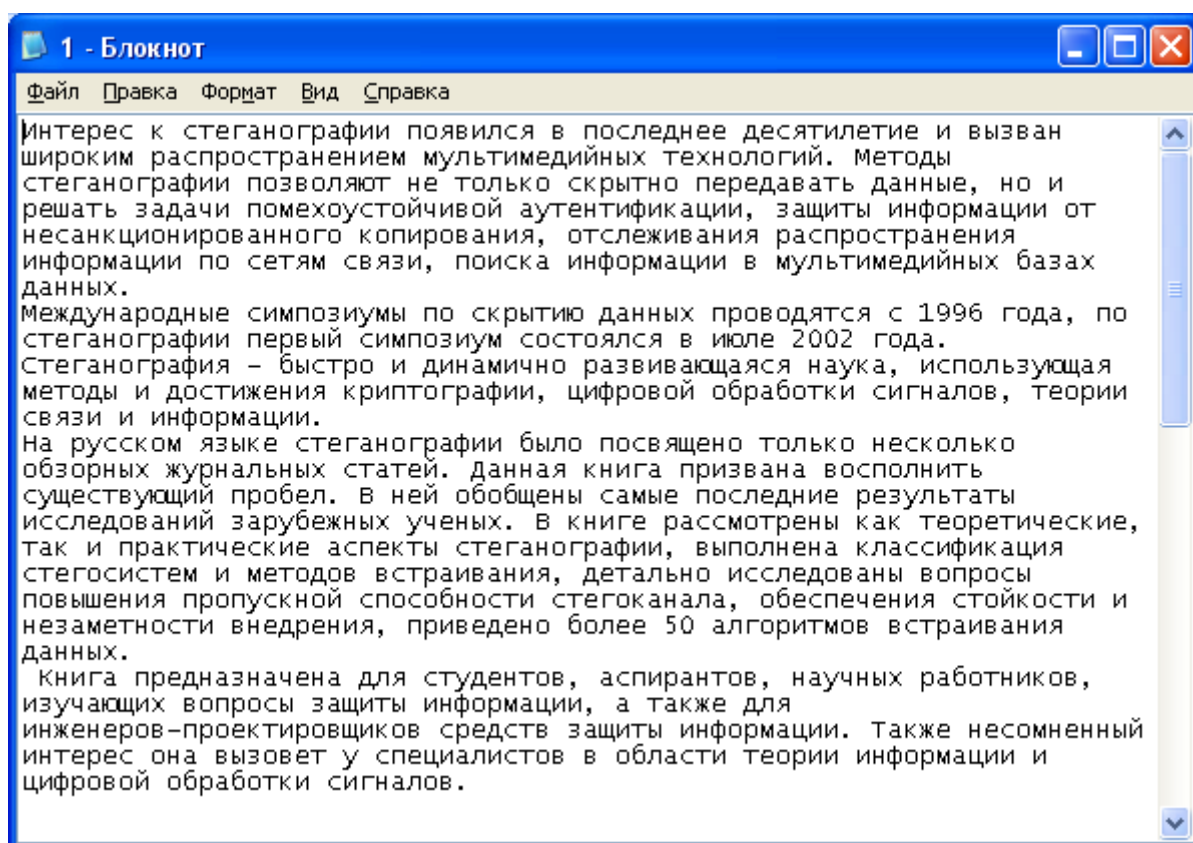 1 - Блокнот
Файл Правка Формат Вид Справка
Интерес к стеганографии появился в последнее десятилетие и вызван
широким распространением мультимедийных технологий. Методы
стеганографии позволяют не только скрытно передавать данные, но и
решать задачи помехоустойчивой аутентификации, защиты информации от
несанкционированного копирования, отслеживания распространения
информации по сетям связи, поиска информации в мультимедийных базах
данных.
Международные симпозиумы по скрытию данных проводятся с 1996 года, по
стеганографии первый симпозиум состоялся в июле 2002 года.
Стеганография – быстро и динамично развивающаяся наука, использующая
методы и достижения криптографии, цифровой обработки сигналов, теории
связи и информации.
На русском языке стеганографии было посвящено только несколько
обзорных журнальных статей. Данная книга призвана восполнить
существующий пробел. В ней обобщены самые последние результаты
исследований зарубежных ученых. В книге рассмотрены как теоретические,
так и практические аспекты стеганографии, выполнена классификация
стегосистем и методов встраивания, детально исследованы вопросы
повышения пропускной способности стегоканала, обеспечения стойкости и
незаметности внедрения, приведено более 50 алгоритмов встраивания
данных.
Книга предназначена для студентов, аспирантов, научных работников,
изучающих вопросы защиты информации, а также для
инженеров-проектировщиков средств защиты информации. Также несомненный
интерес она вызовет у специалистов в области теории информации и
цифровой обработки сигналов.